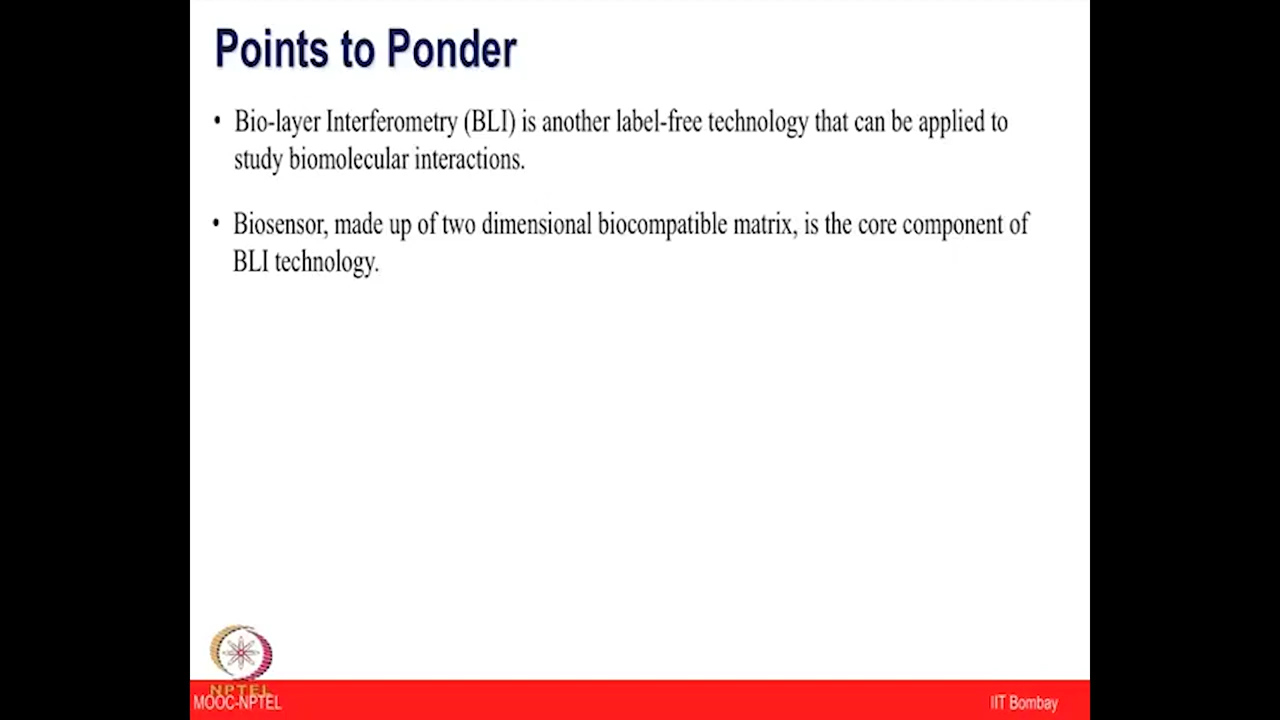 Points to Ponder
• Bio-layer Interferometry (BLI) is another label-free technology that can be applied to
study biomolecular interactions.
• Biosensor, made up of two dimensional biocompatible matrix, is the core component of
BLI technology.
NPTEL
MOOC-NPTEL
IIT Bombay